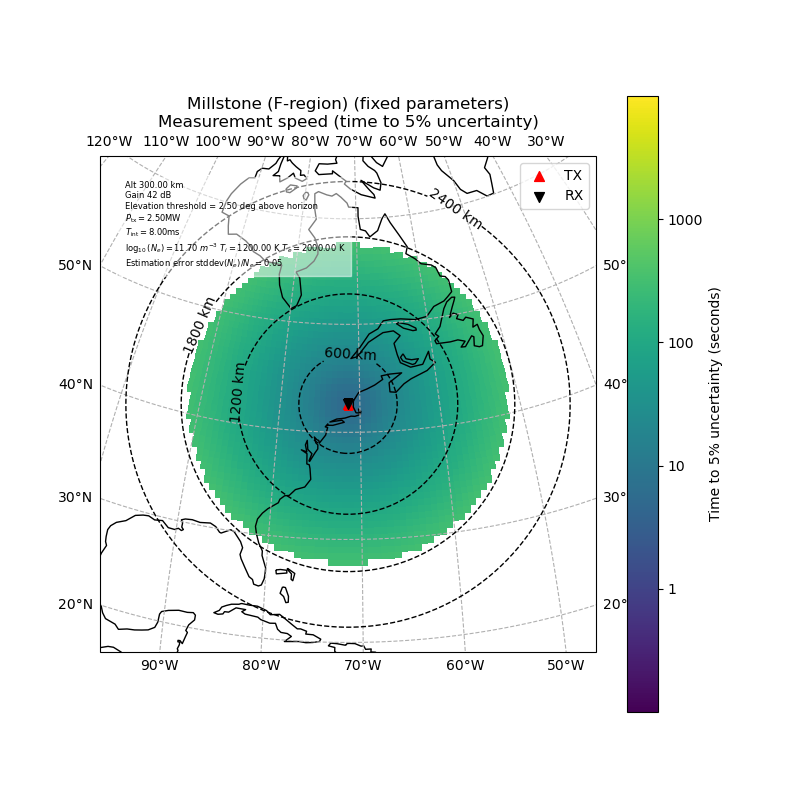 Millstone (F-region) (fixed parameters)
Measurement speed (time to 5% uncertainty)
120°W 110°W 100°W 90°W 80°W 70°W 60°W 50°W 40°W 30°W
TX
RX
Alt 300.00 km
Gain 42 dB
Elevation threshold = 2.50 deg above horizon
P_tx = 2.50MW
T_int = 8.00ms
log₁₀(N_e) = 11.70 m⁻³ T_i = 1200.00 K T_e = 2000.00 K
Estimation error stddev(N_e)/N_e = 0.05
2400 km
1800 km
1200 km
600 km
50°N 50°
40°N 40°
30°N 30°
20°N 20°
90°W 80°W 70°W 60°W 50°W
1000
100
10
1
Time to 5% uncertainty (seconds)